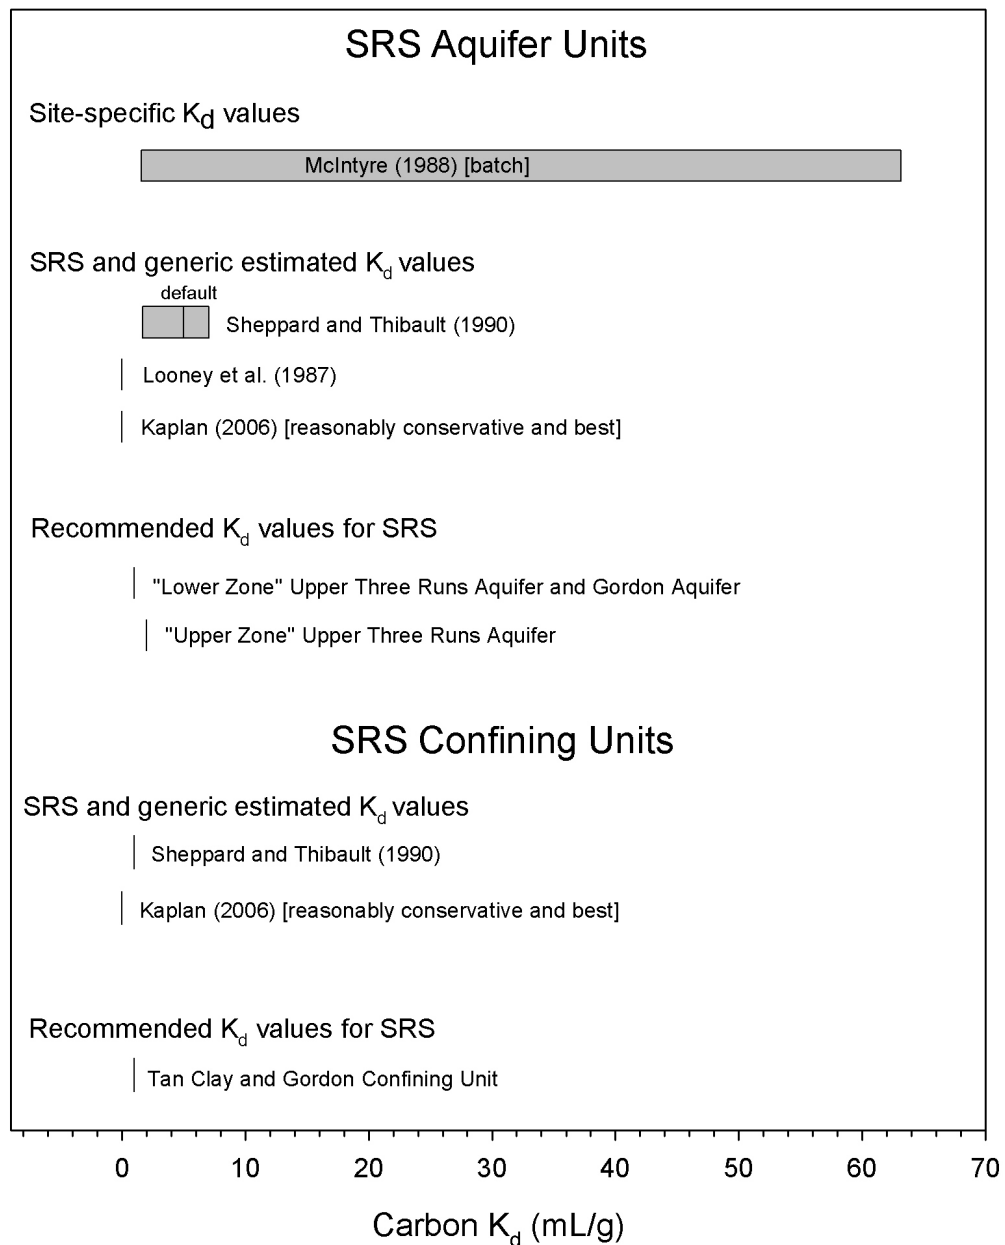 SRS Aquifer Units
Site-specific Kd values
McIntyre (1988) [batch]
SRS and generic estimated Kd values
default
Sheppard and Thibault (1990)
Looney et al. (1987)
Kaplan (2006) [reasonably conservative and best]
Recommended Kd values for SRS
"Lower Zone" Upper Three Runs Aquifer and Gordon Aquifer
"Upper Zone" Upper Three Runs Aquifer
SRS Confining Units
SRS and generic estimated Kd values
Sheppard and Thibault (1990)
Kaplan (2006) [reasonably conservative and best]
Recommended Kd values for SRS
Tan Clay and Gordon Confining Unit
0 10 20 30 40 50 60 70
Carbon Kd (mL/g)